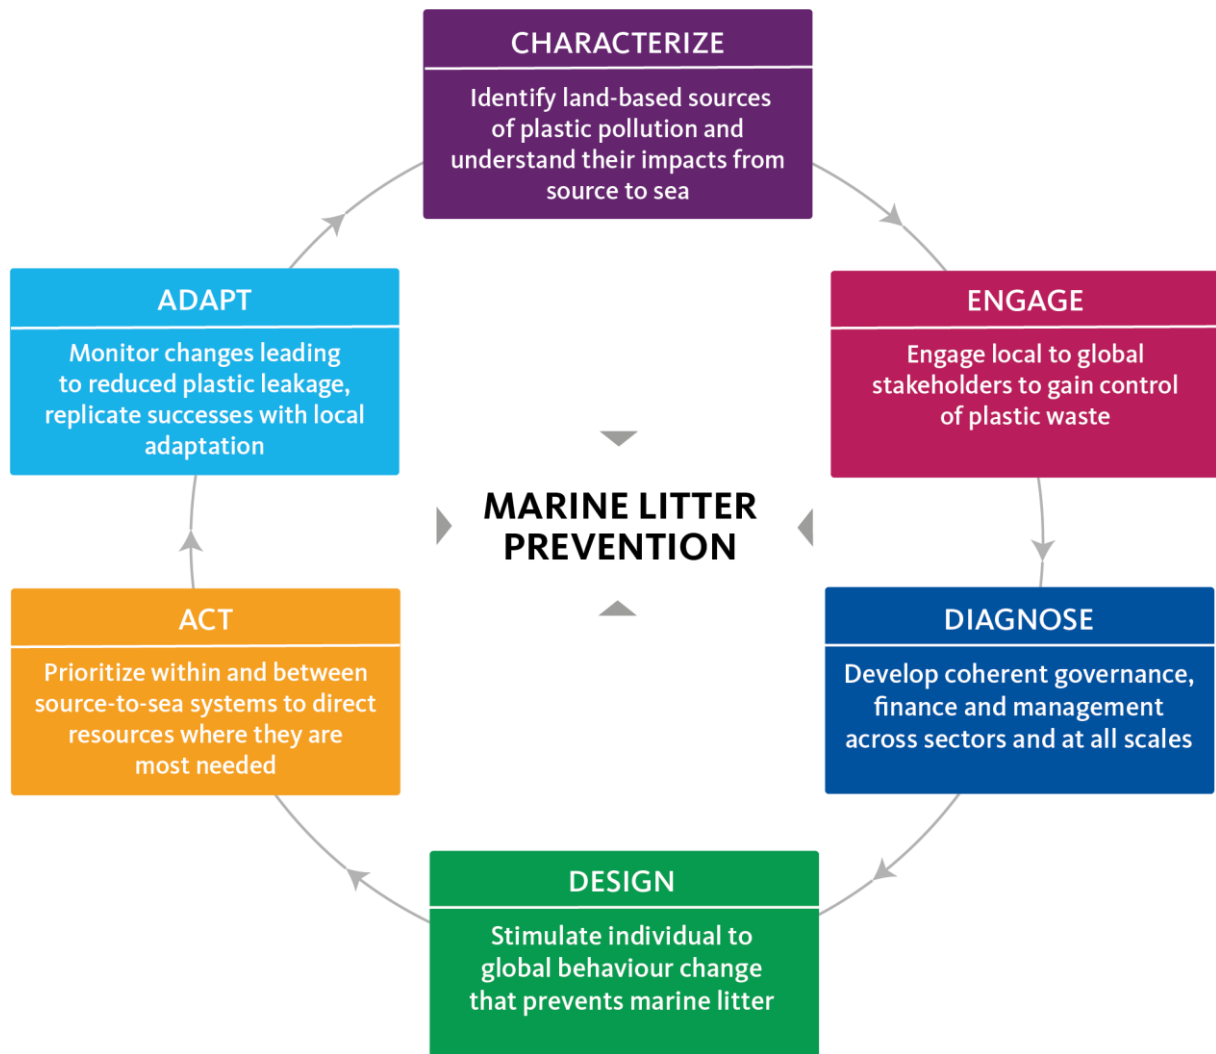 CHARACTERIZE
Identify land-based sources
of plastic pollution and
understand their impacts from
source to sea
ENGAGE
Engage local to global
stakeholders to gain control
of plastic waste
DIAGNOSE
Develop coherent governance,
finance and management
across sectors and at all scales
DESIGN
Stimulate individual to
global behaviour change
that prevents marine litter
ACT
Prioritize within and between
source-to-sea systems to direct
resources where they are
most needed
ADAPT
Monitor changes leading
to reduced plastic leakage,
replicate successes with local
adaptation
MARINE LITTER
PREVENTION